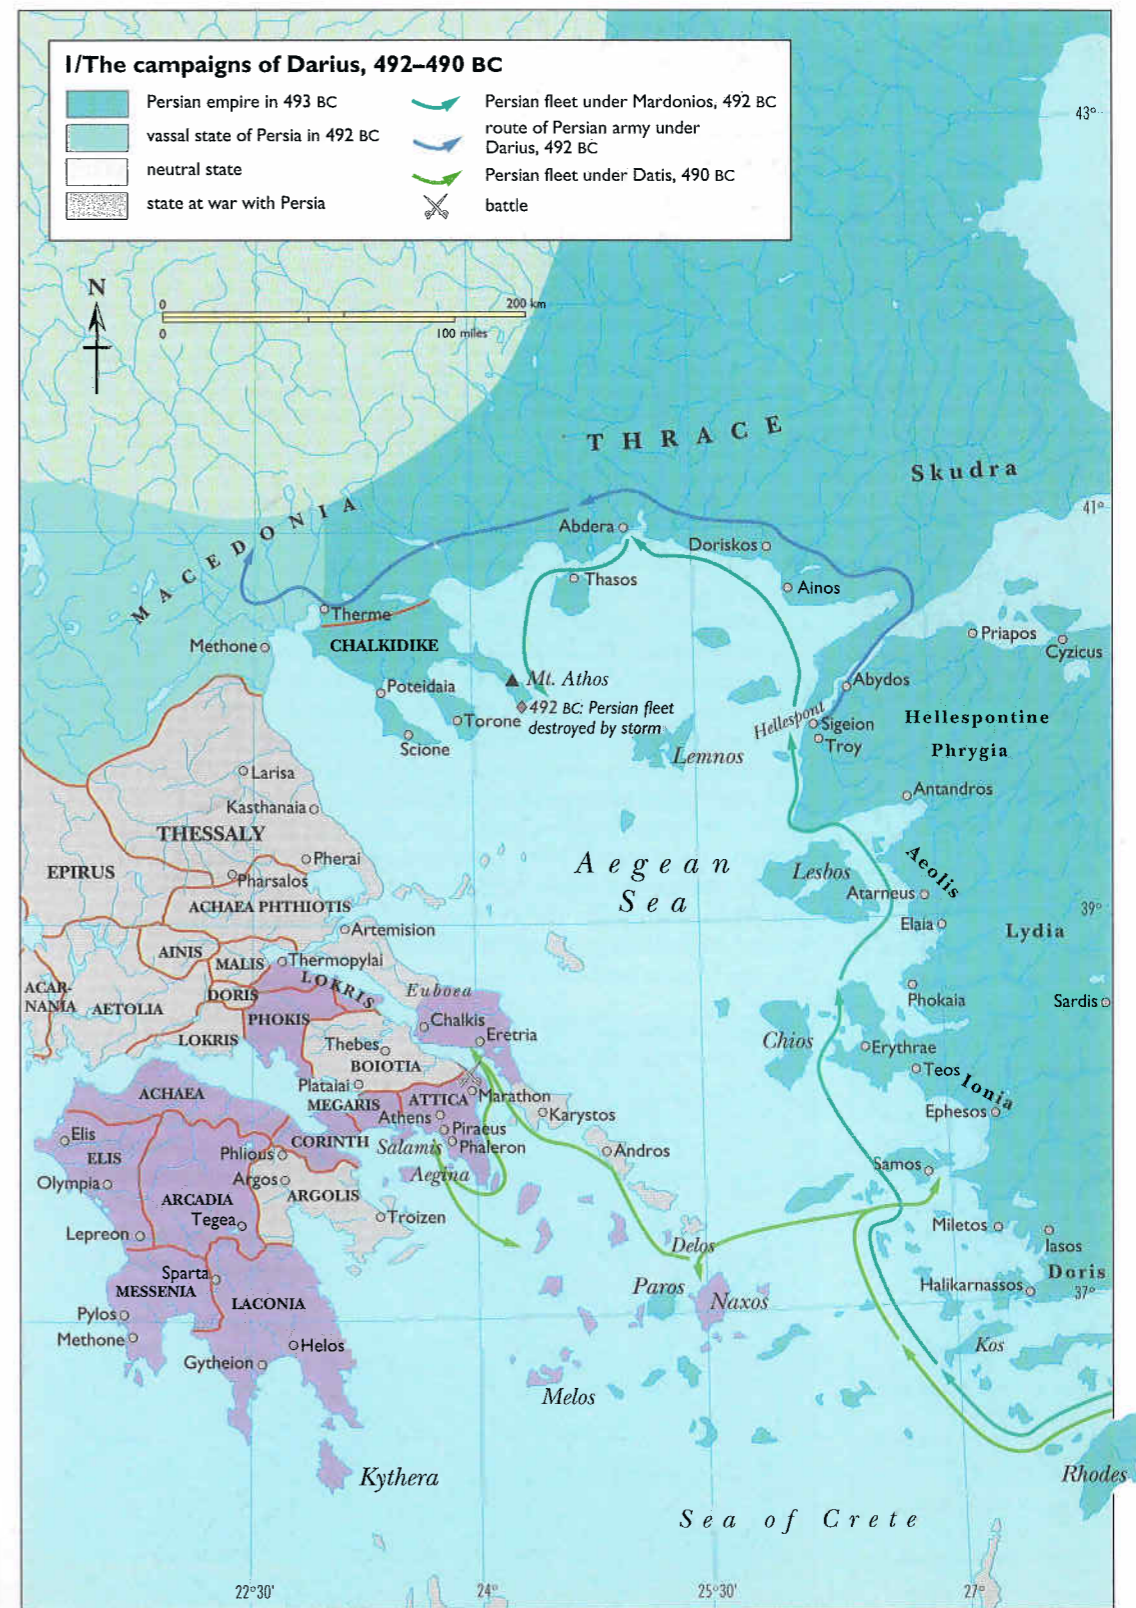 1/The campaigns of Darius, 492–490 BC
Persian empire in 493 BC
vassal state of Persia in 492 BC
neutral state
state at war with Persia
Persian fleet under Mardonios, 492 BC
route of Persian army under
Darius, 492 BC
Persian fleet under Datis, 490 BC
battle
43°
N
0
200 km
0
100 miles
THRACE
Skudra
41°
MACEDONIA
Abdera
Doriskos
Thasos
Ainos
Therme
Methone
CHALKIDIKE
Priapos
Cyzicus
Poteidaia
Mt. Athos
Abydos
492 BC: Persian fleet
destroyed by storm
Torone
Scione
Hellespont
Sigeion
Troy
Hellespontine
Phrygia
Lemnos
Larisa
Antandros
Kasthanaia
THESSALY
Aegean
Sea
Pherai
EPIRUS
Pharsalos
Lesbos
Aeolis
Atarneus
ACHAEA PHTHIOTIS
39°
Artemision
Elaia
Lydia
AINIS
MALIS
Thermopylai
ACAR-
NANIA
AETOLIA
DORIS
LOKRIS
Euboea
Phokaia
Sardis
PHOKIS
Chalkis
Eretria
LOKRIS
Thebes
BOIOTIA
Chios
Erythrae
Teos
Ionia
Plataiai
ACHAEA
MEGARIS
ATTICA
Marathon
Athens
Karystos
Ephesos
Elis
ELIS
CORINTH
Piraeus
Salamis
Phaleron
Phlious
Andros
Olympia
Argos
Aegina
Samos
ARCADIA
ARGOLIS
Tegea
Troizen
Lepreon
Miletos
Delos
Iasos
Sparta
MESSENIA
Doris
Paros
Naxos
Halikarnassos
37°
LACONIA
Pylos
Methone
Helos
Gytheion
Kos
Melos
Kythera
Rhodes
Sea of Crete
22°30'
24°
25°30'
27°